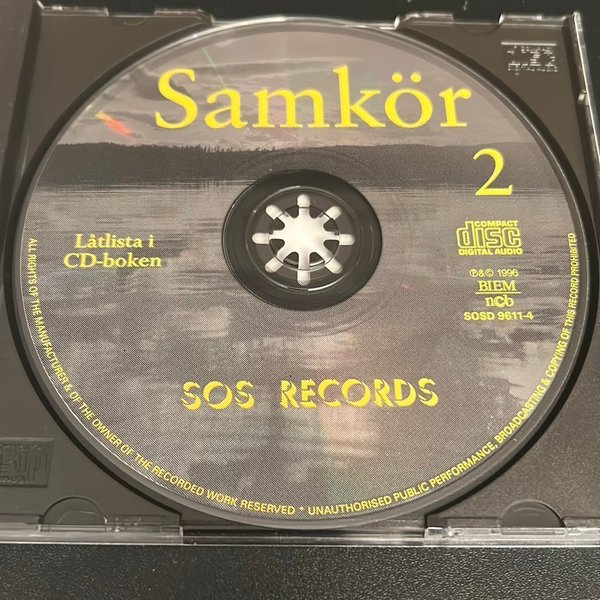 Samkör
2
Låtlista i
CD-boken
COMPACT
disc
DIGITAL AUDIO
℗&© 1996
BIEM
ncb
SOSD 9611-4
SOS RECORDS
ALL RIGHTS OF THE MANUFACTURER & OF THE OWNER OF THE RECORDED WORK RESERVED * UNAUTHORISED PUBLIC PERFORMANCE, BROADCASTING & COPYING OF THIS RECORD PROHIBITED